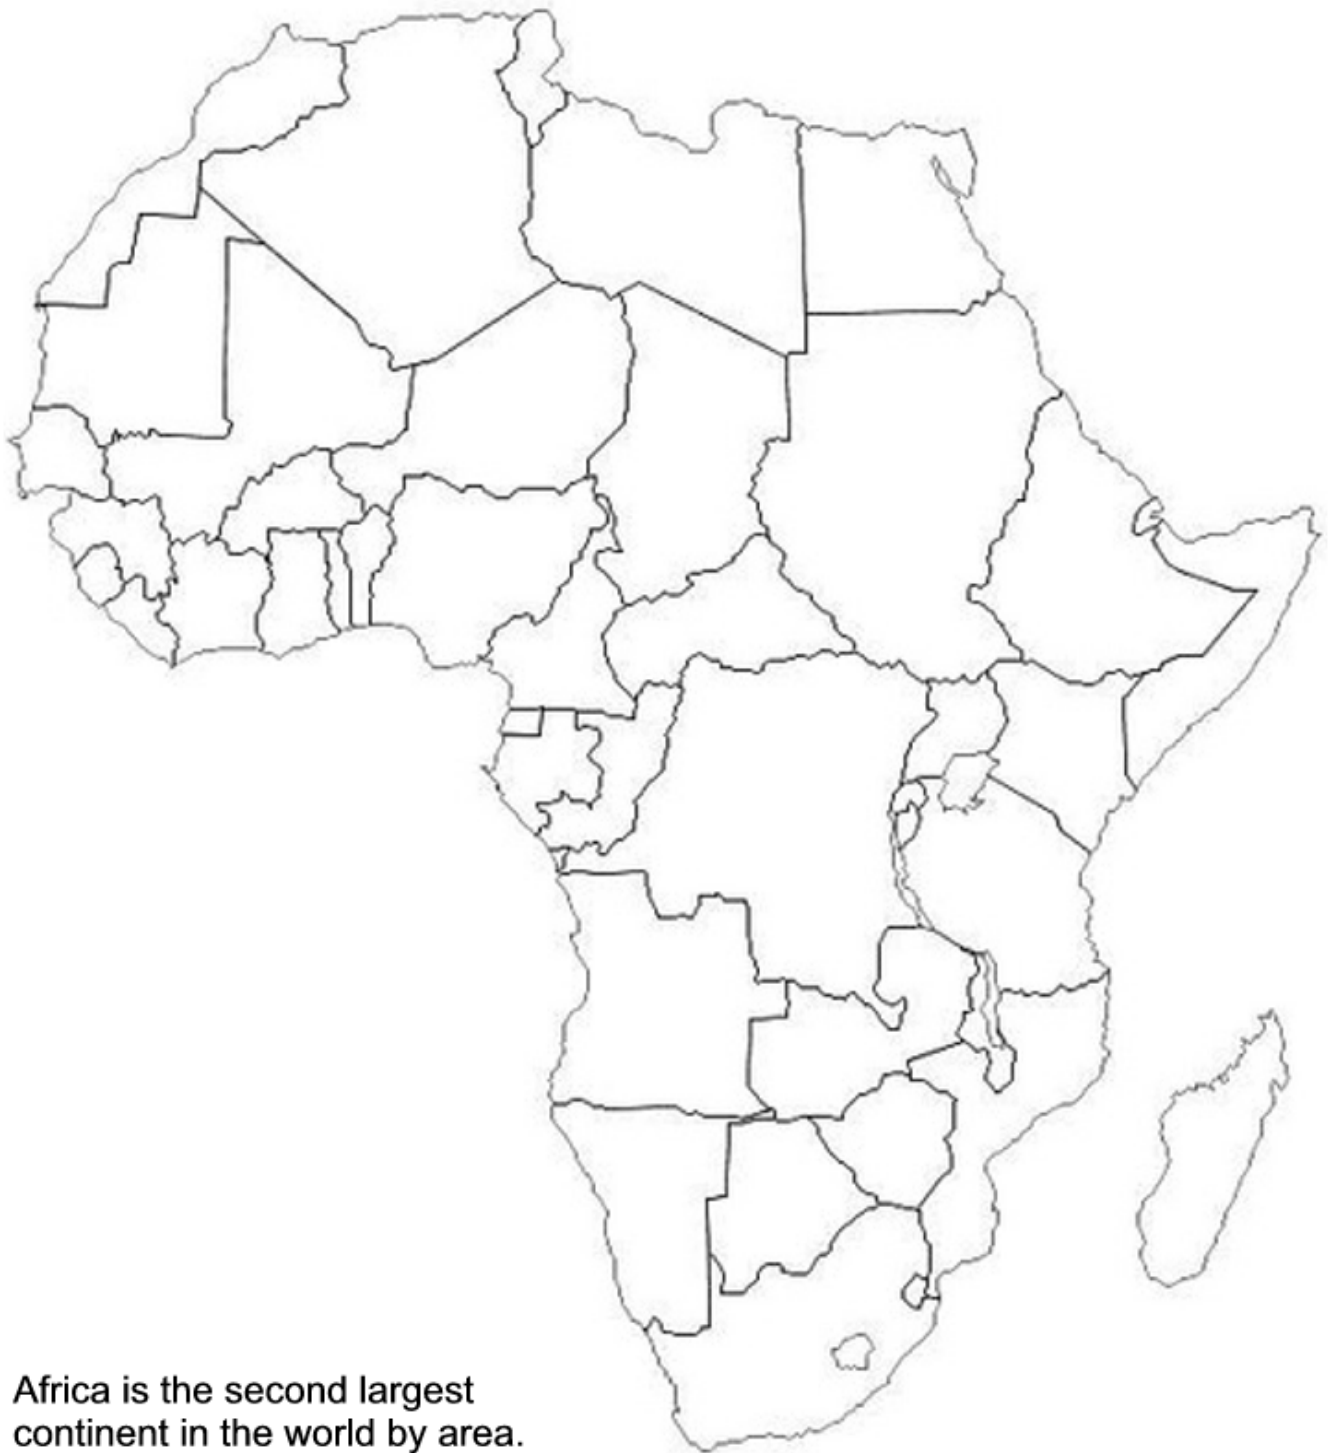 Africa is the second largest
continent in the world by area.